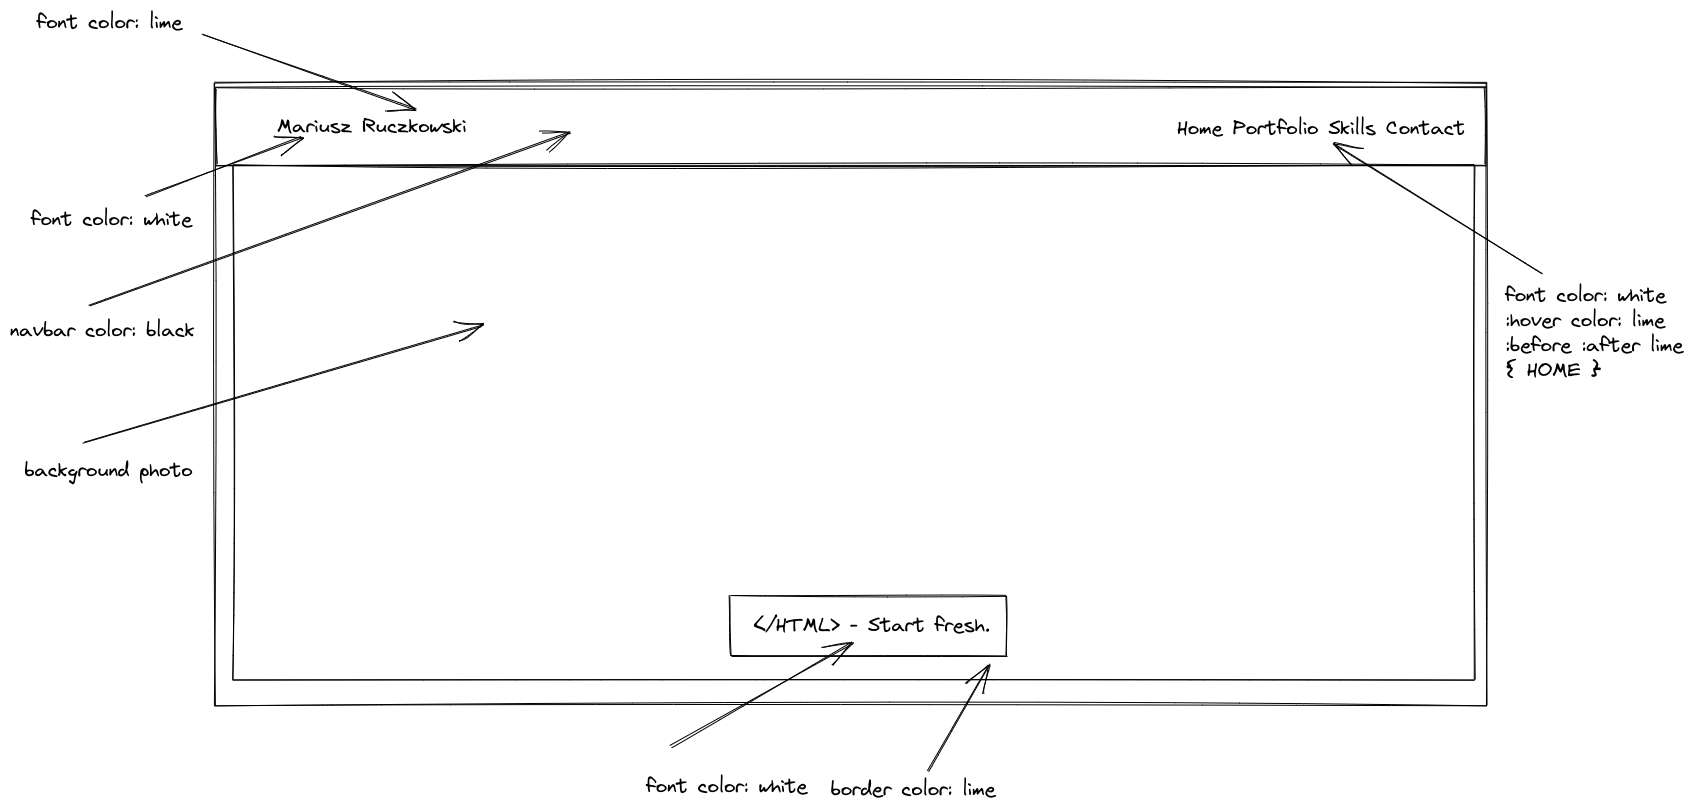 font color: lime
Mariusz Ruczkowski
Home Portfolio Skills Contact
font color: white
navbar color: black
background photo
font color: white
:hover color: lime
:before :after lime
{ HOME }
</HTML> - Start fresh.
font color: white
border color: lime